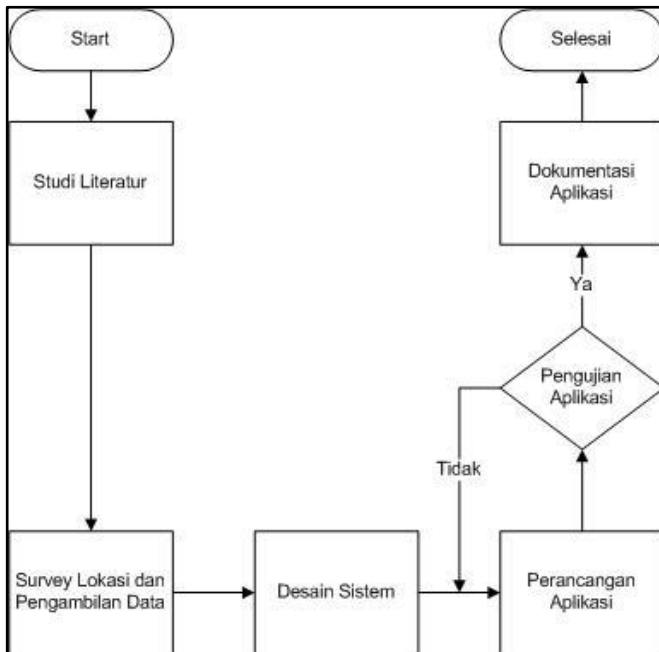 Start
Selesai
Studi Literatur
Dokumentasi
Aplikasi
Ya
Pengujian
Aplikasi
Tidak
Survey Lokasi dan
Pengambilan Data
Desain Sistem
Perancangan
Aplikasi